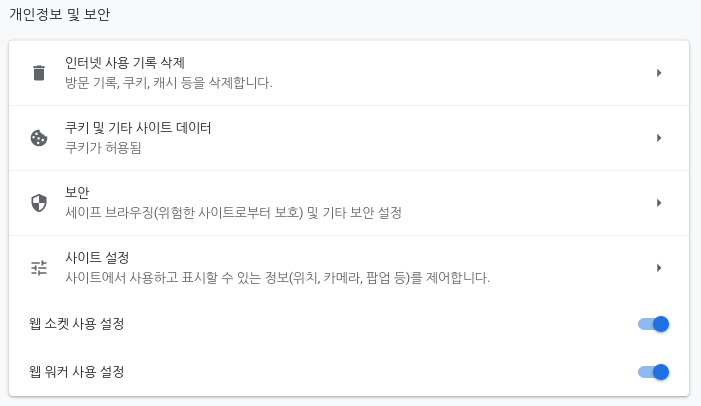 개인정보 및 보안
인터넷 사용 기록 삭제
방문 기록, 쿠키, 캐시 등을 삭제합니다.
쿠키 및 기타 사이트 데이터
쿠키가 허용됨
보안
세이프 브라우징(위험한 사이트로부터 보호) 및 기타 보안 설정
사이트 설정
사이트에서 사용하고 표시할 수 있는 정보(위치, 카메라, 팝업 등)를 제어합니다.
웹 소켓 사용 설정
웹 워커 사용 설정